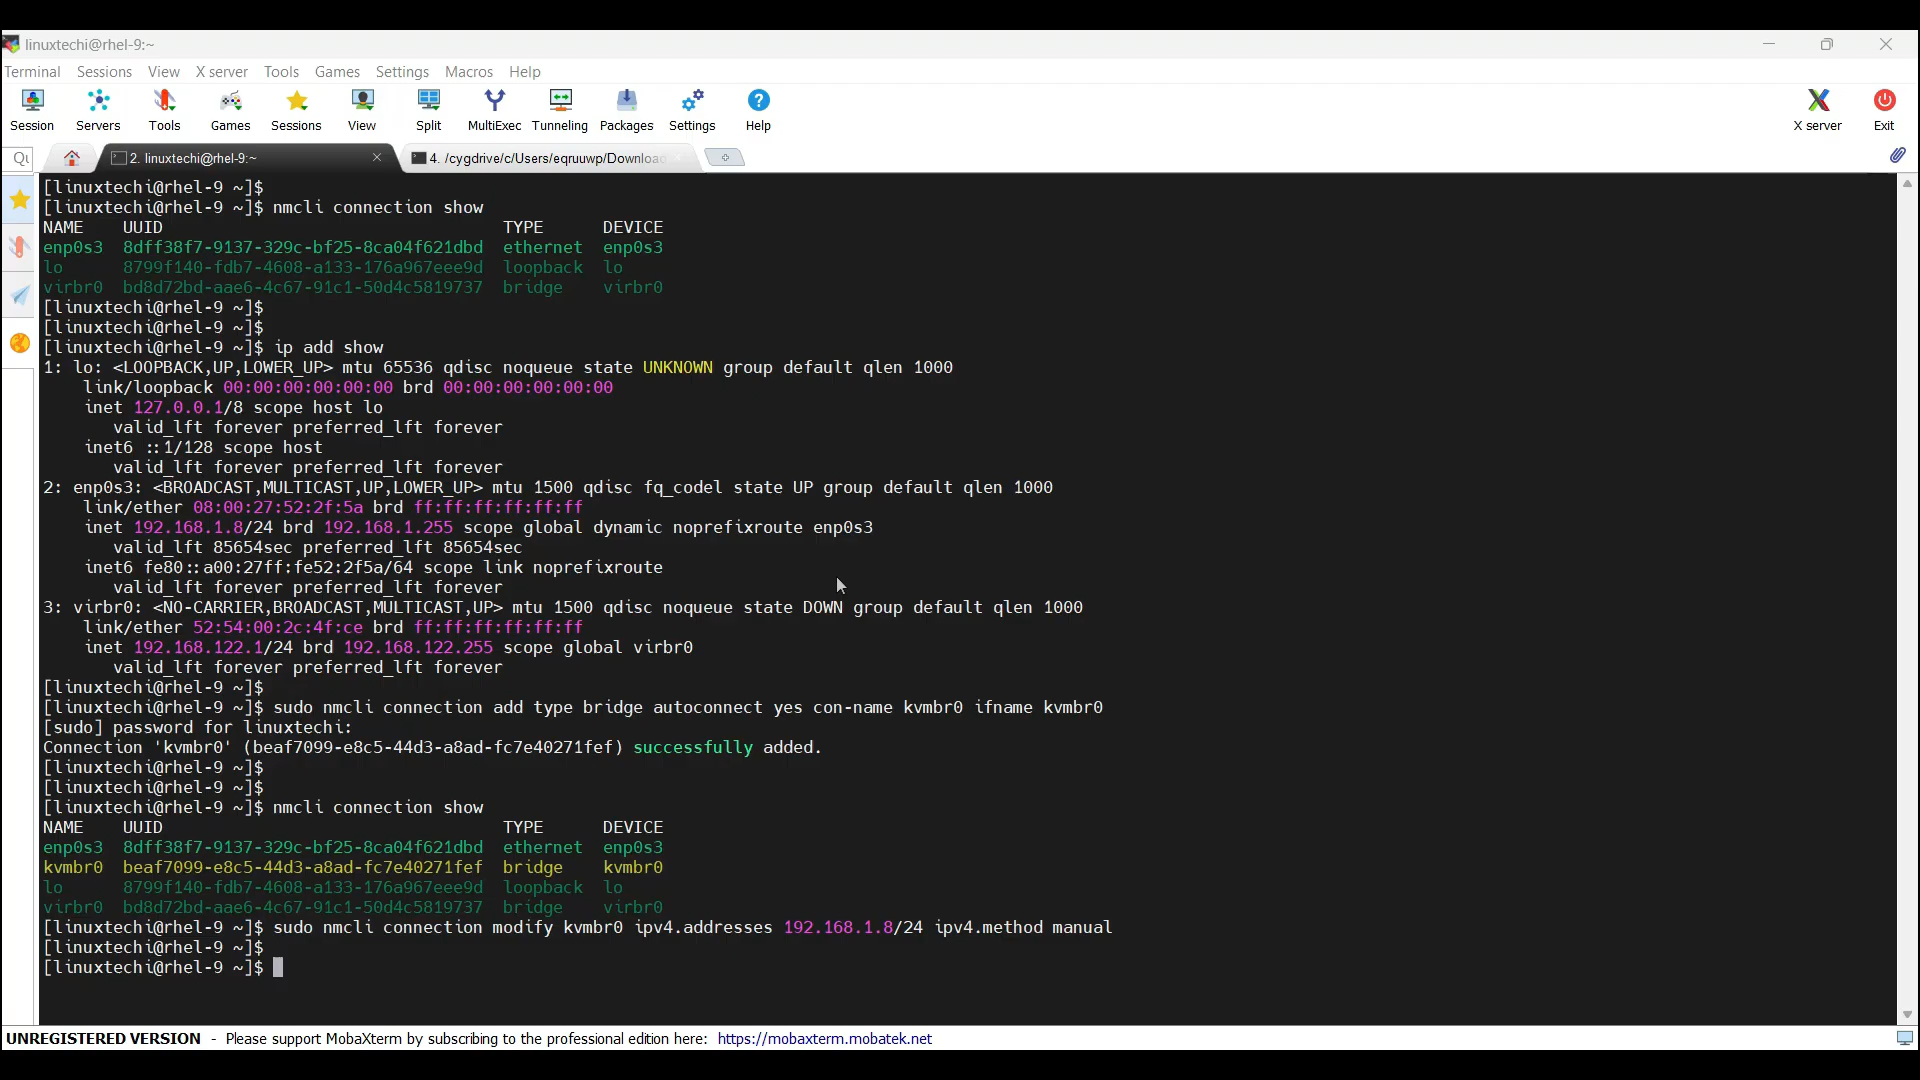 linuxtechi@rhel-9:~
Terminal Sessions View X server Tools Games Settings Macros Help
Session Servers Tools Games Sessions View Split MultiExec Tunneling Packages Settings Help X server Exit
2. linuxtechi@rhel-9:~ 4. /cygdrive/c/Users/eqruuwp/Downloa
[linuxtechi@rhel-9 ~]$
[linuxtechi@rhel-9 ~]$ nmcli connection show
NAME UUID TYPE DEVICE
enp0s3 8dff38f7-9137-329c-bf25-8ca04f621dbd ethernet enp0s3
lo 8799f140-fdb7-4608-a133-176a967eee9d loopback lo
virbr0 bd8d72bd-aae6-4c67-91c1-50d4c5819737 bridge virbr0
[linuxtechi@rhel-9 ~]$
[linuxtechi@rhel-9 ~]$
[linuxtechi@rhel-9 ~]$ ip add show
1: lo: <LOOPBACK,UP,LOWER_UP> mtu 65536 qdisc noqueue state UNKNOWN group default qlen 1000
link/loopback 00:00:00:00:00:00 brd 00:00:00:00:00:00
inet 127.0.0.1/8 scope host lo
valid_lft forever preferred_lft forever
inet6 ::1/128 scope host
valid_lft forever preferred_lft forever
2: enp0s3: <BROADCAST,MULTICAST,UP,LOWER_UP> mtu 1500 qdisc fq_codel state UP group default qlen 1000
link/ether 08:00:27:52:2f:5a brd ff:ff:ff:ff:ff:ff
inet 192.168.1.8/24 brd 192.168.1.255 scope global dynamic noprefixroute enp0s3
valid_lft 85654sec preferred_lft 85654sec
inet6 fe80::a00:27ff:fe52:2f5a/64 scope link noprefixroute
valid_lft forever preferred_lft forever
3: virbr0: <NO-CARRIER,BROADCAST,MULTICAST,UP> mtu 1500 qdisc noqueue state DOWN group default qlen 1000
link/ether 52:54:00:2c:4f:ce brd ff:ff:ff:ff:ff:ff
inet 192.168.122.1/24 brd 192.168.122.255 scope global virbr0
valid_lft forever preferred_lft forever
[linuxtechi@rhel-9 ~]$
[linuxtechi@rhel-9 ~]$ sudo nmcli connection add type bridge autoconnect yes con-name kvmbr0 ifname kvmbr0
[sudo] password for linuxtechi:
Connection 'kvmbr0' (beaf7099-e8c5-44d3-a8ad-fc7e40271fef) successfully added.
[linuxtechi@rhel-9 ~]$
[linuxtechi@rhel-9 ~]$
[linuxtechi@rhel-9 ~]$ nmcli connection show
NAME UUID TYPE DEVICE
enp0s3 8dff38f7-9137-329c-bf25-8ca04f621dbd ethernet enp0s3
kvmbr0 beaf7099-e8c5-44d3-a8ad-fc7e40271fef bridge kvmbr0
lo 8799f140-fdb7-4608-a133-176a967eee9d loopback lo
virbr0 bd8d72bd-aae6-4c67-91c1-50d4c5819737 bridge virbr0
[linuxtechi@rhel-9 ~]$ sudo nmcli connection modify kvmbr0 ipv4.addresses 192.168.1.8/24 ipv4.method manual
[linuxtechi@rhel-9 ~]$
[linuxtechi@rhel-9 ~]$
UNREGISTERED VERSION - Please support MobaXterm by subscribing to the professional edition here: https://mobaxterm.mobatek.net